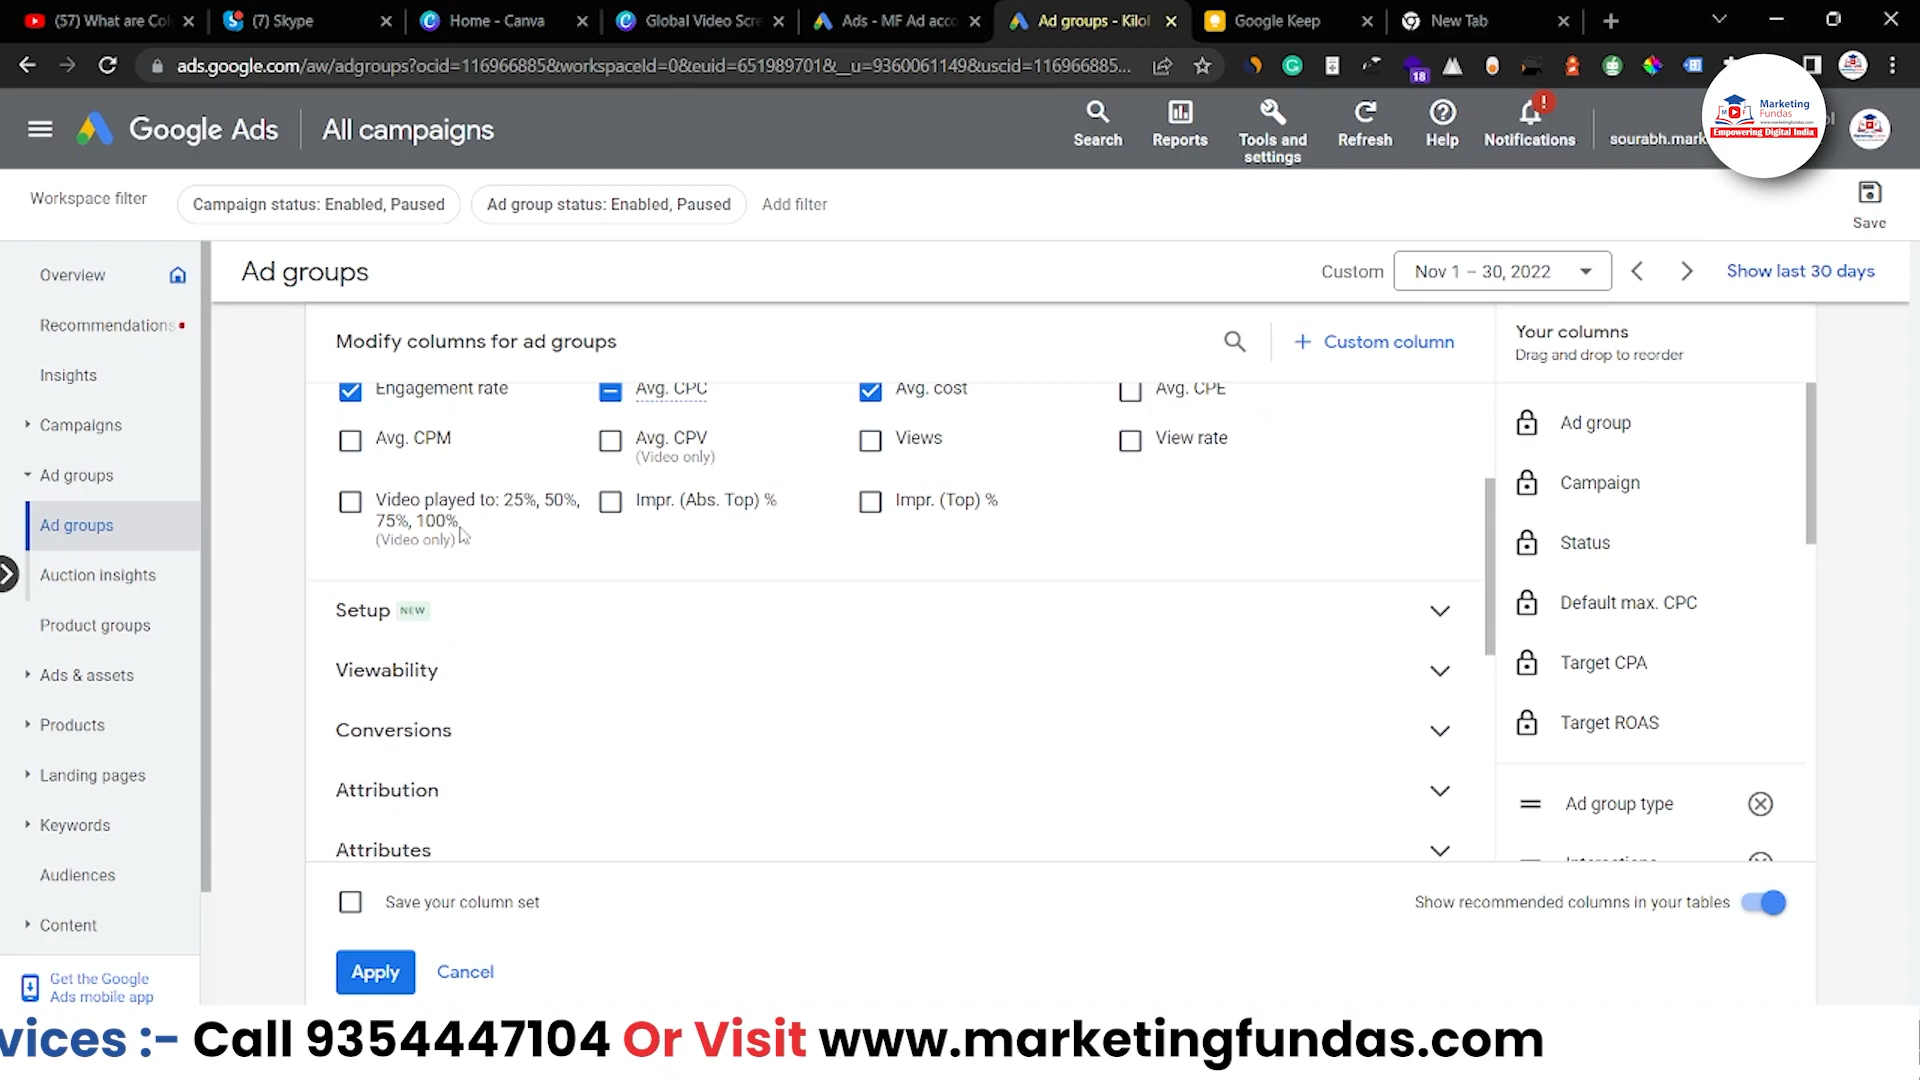 (57) What are Col
(7) Skype
Home - Canva
Global Video Scre
Ads - MF Ad acco
Ad groups - Kilol
Google Keep
New Tab
ads.google.com/aw/adgroups?ocid=116966885&workspaceId=0&euid=651989701&__u=9360061149&uscid=116966885...
18
Google Ads
All campaigns
Search
Reports
Tools and settings
Refresh
Help
Notifications
sourabh.mark
Marketing
Fundas
www.marketingfundas.com
Empowering Digital India
Workspace filter
Campaign status: Enabled, Paused
Ad group status: Enabled, Paused
Add filter
Save
Overview
Recommendations
Insights
Campaigns
Ad groups
Ad groups
Auction insights
Product groups
Ads & assets
Products
Landing pages
Keywords
Audiences
Content
Get the Google
Ads mobile app
Ad groups
Custom
Nov 1 – 30, 2022
Show last 30 days
Modify columns for ad groups
Custom column
Engagement rate
Avg. CPC
Avg. cost
Avg. CPE
Avg. CPM
Avg. CPV
(Video only)
Views
View rate
Video played to: 25%, 50%,
75%, 100%
(Video only)
Impr. (Abs. Top) %
Impr. (Top) %
Setup NEW
Viewability
Conversions
Attribution
Attributes
Your columns
Drag and drop to reorder
Ad group
Campaign
Status
Default max. CPC
Target CPA
Target ROAS
Ad group type
Interactions
Save your column set
Show recommended columns in your tables
Apply
Cancel
vices :- Call 9354447104 Or Visit www.marketingfundas.com